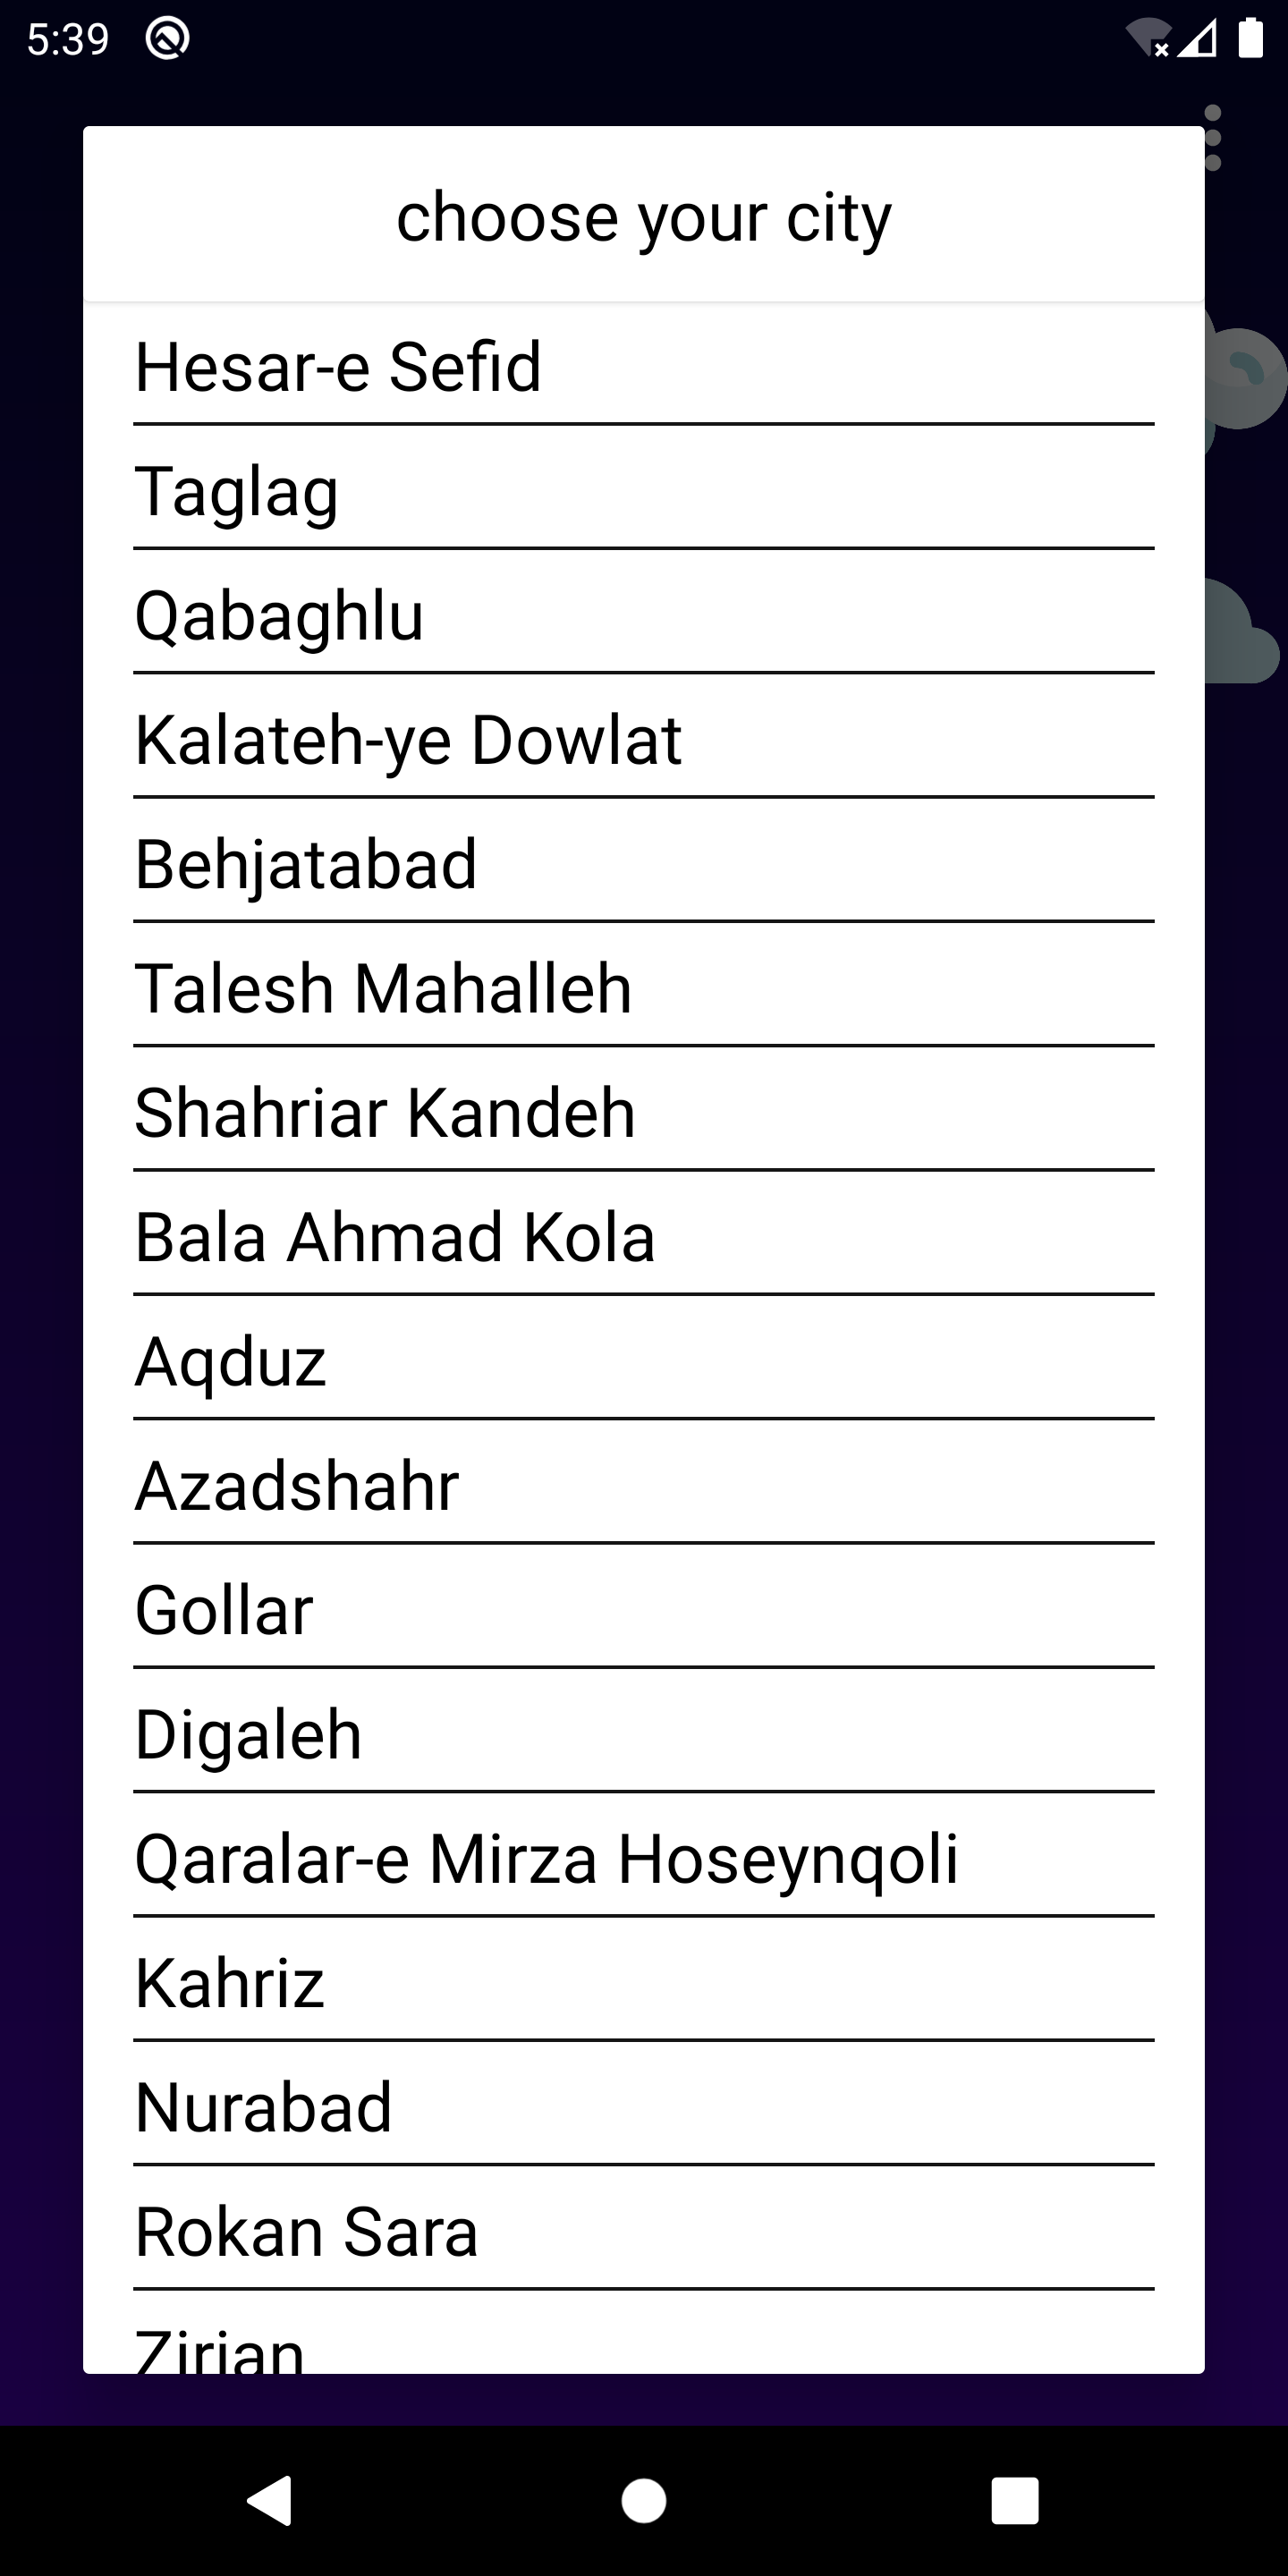 5:39
choose your city
Hesar-e Sefid
Taglag
Qabaghlu
Kalateh-ye Dowlat
Behjatabad
Talesh Mahalleh
Shahriar Kandeh
Bala Ahmad Kola
Aqduz
Azadshahr
Gollar
Digaleh
Qaralar-e Mirza Hoseynqoli
Kahriz
Nurabad
Rokan Sara
Zirian